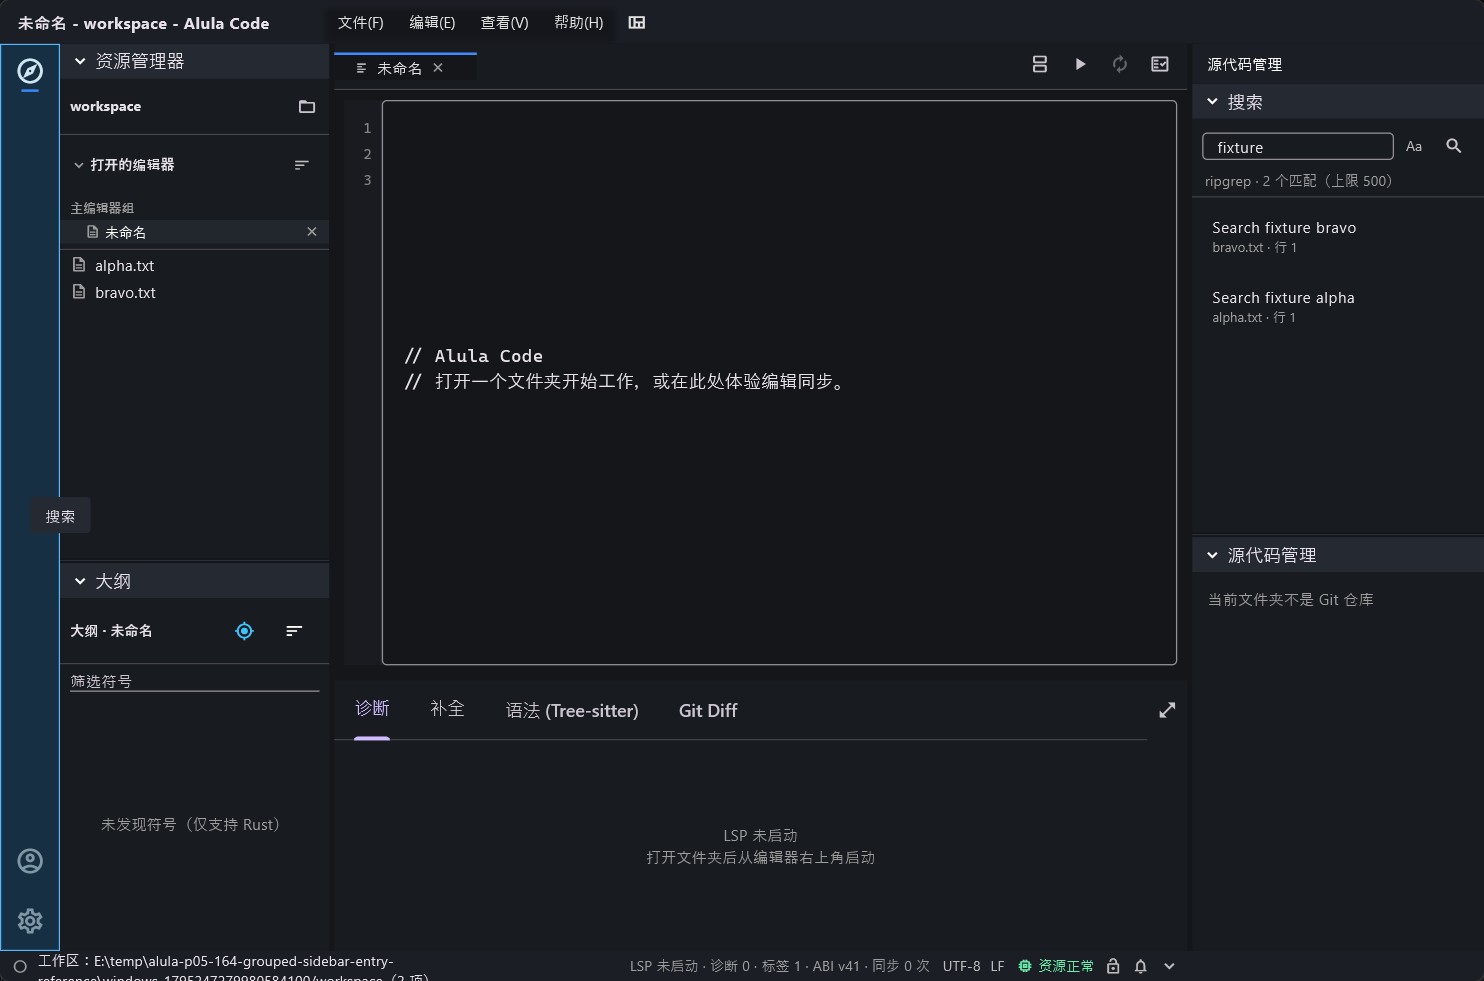 未命名 - workspace - Alula Code
文件(F) 编辑(E) 查看(V) 帮助(H)
资源管理器
workspace
打开的编辑器
主编辑器组
未命名
alpha.txt
bravo.txt
搜索
大纲
大纲 · 未命名
筛选符号
未发现符号（仅支持 Rust）
未命名
1
2
3
// Alula Code
// 打开一个文件夹开始工作，或在此处体验编辑同步。
诊断 补全 语法 (Tree-sitter) Git Diff
LSP 未启动
打开文件夹后从编辑器右上角启动
源代码管理
搜索
fixture
Aa
ripgrep · 2 个匹配（上限 500）
Search fixture bravo
bravo.txt · 行 1
Search fixture alpha
alpha.txt · 行 1
源代码管理
当前文件夹不是 Git 仓库
工作区：E:\temp\alula-p05-164-grouped-sidebar-entry-
LSP 未启动 · 诊断 0 · 标签 1 · ABI v41 · 同步 0 次 UTF-8 LF 资源正常